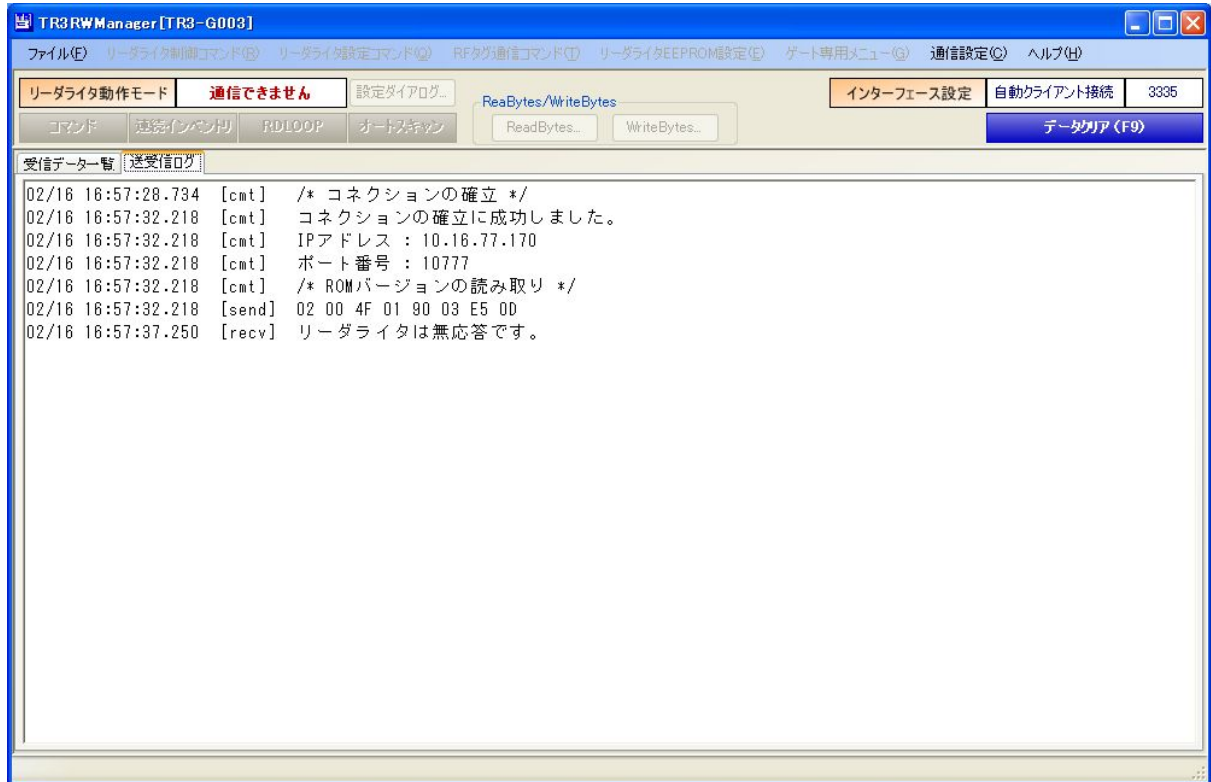 TR3RWManager[TR3-G003]
ファイル(F) リーダライタ制御コマンド(R) リーダライタ設定コマンド(Q) RFタグ通信コマンド(T) リーダライタEEPROM設定(E) ゲート専用メニュー(G) 通信設定(C) ヘルプ(H)
リーダライタ動作モード 通信できません 設定ダイアログ... ReaBytes/WriteBytes インターフェース設定 自動クライアント接続 3335
コマンド 連続インベントリ RDLOOP オートスキャン ReadBytes... WriteBytes... データクリア(F9)
受信データ一覧 送受信ログ
02/16 16:57:28.734 [cmt] /* コネクションの確立 */
02/16 16:57:32.218 [cmt] コネクションの確立に成功しました。
02/16 16:57:32.218 [cmt] IPアドレス : 10.16.77.170
02/16 16:57:32.218 [cmt] ポート番号 : 10777
02/16 16:57:32.218 [cmt] /* ROMバージョンの読み取り */
02/16 16:57:32.218 [send] 02 00 4F 01 90 03 E5 0D
02/16 16:57:37.250 [recv] リーダライタは無応答です。